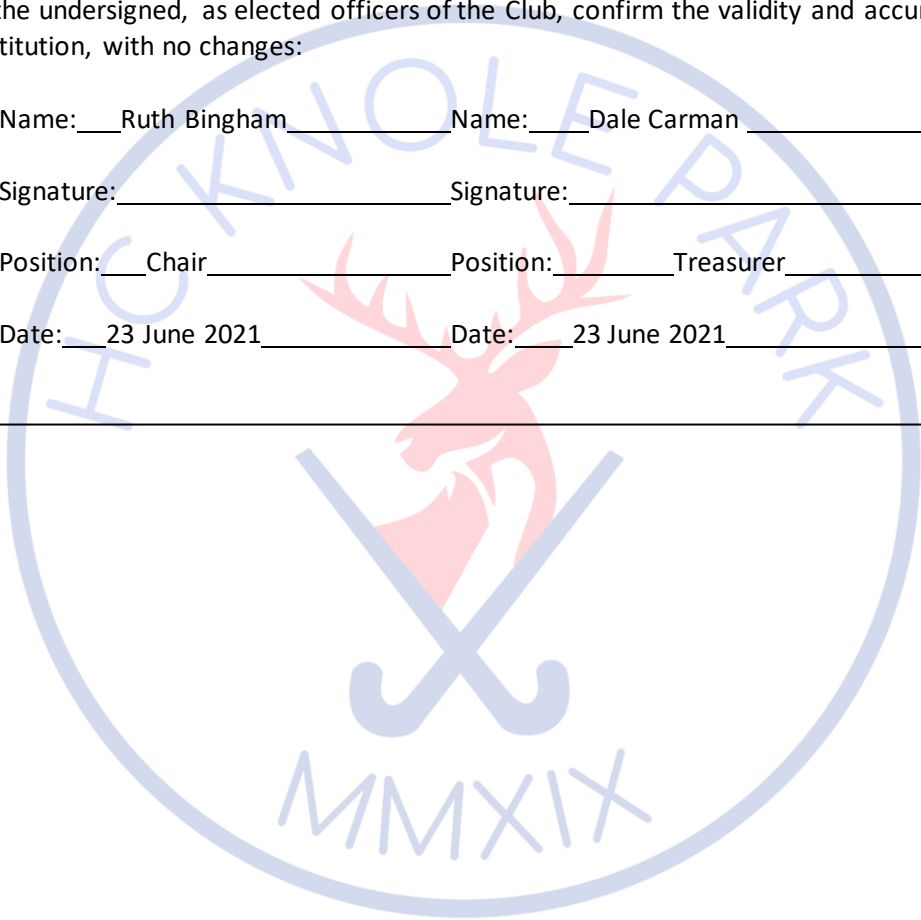 the undersigned, as elected officers of the Club, confirm the validity and
titution, with no changes:
Name: Ruth Bingham Name: Dale Carman
Signature: Signature:
Position: Chair Position: Treasurer
Date: 23 June 2021 Date: 23 June 2021
HC KNOLE PARK
MMXIX